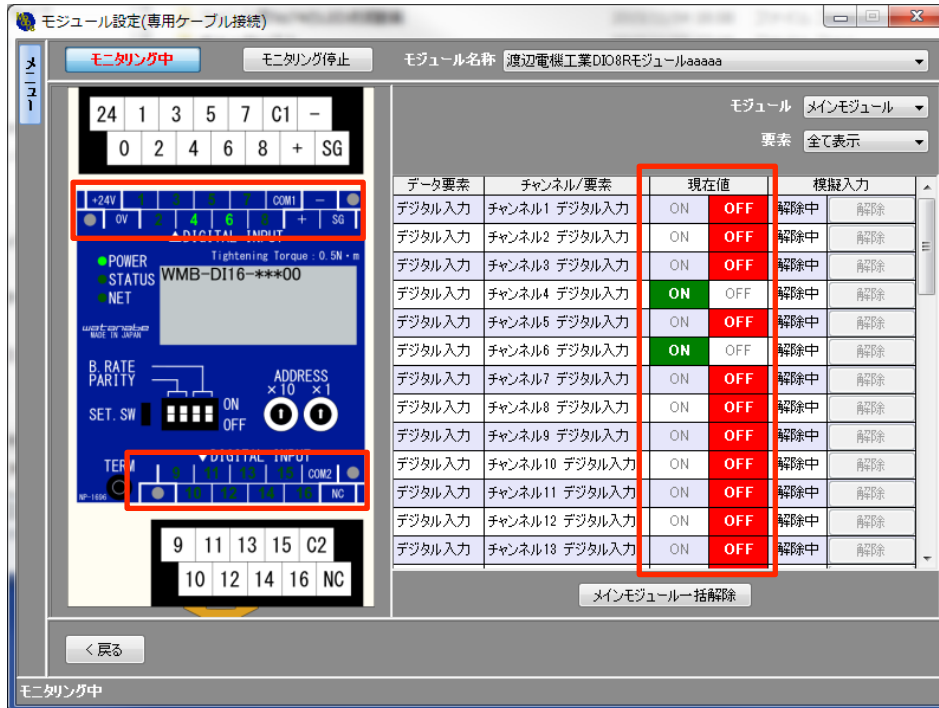 モジュール設定(専用ケーブル接続)
メニュー
モニタリング中
モニタリング停止
モジュール名称 渡辺電機工業DIO8Rモジュールaaaaa
モジュール メインモジュール
要素 全て表示
24 1 3 5 7 C1 −
0 2 4 6 8 + SG
+24V 1 3 5 7 COM1 −
0V 2 4 6 8 + SG
▲DIGITAL INPUT
Tightening Torque : 0.5N・m
POWER
STATUS
NET
WMB-DI16-***00
watanabe
MADE IN JAPAN
B.RATE
PARITY
ADDRESS
×10 ×1
SET.SW
ON
OFF
▼DIGITAL INPUT
TERM
9 11 13 15 COM2
10 12 14 16 NC
NP-1696
9 11 13 15 C2
10 12 14 16 NC
データ要素 チャンネル/要素 現在値 模擬入力
デジタル入力 チャンネル1 デジタル入力 ON OFF 解除中 解除
デジタル入力 チャンネル2 デジタル入力 ON OFF 解除中 解除
デジタル入力 チャンネル3 デジタル入力 ON OFF 解除中 解除
デジタル入力 チャンネル4 デジタル入力 ON OFF 解除中 解除
デジタル入力 チャンネル5 デジタル入力 ON OFF 解除中 解除
デジタル入力 チャンネル6 デジタル入力 ON OFF 解除中 解除
デジタル入力 チャンネル7 デジタル入力 ON OFF 解除中 解除
デジタル入力 チャンネル8 デジタル入力 ON OFF 解除中 解除
デジタル入力 チャンネル9 デジタル入力 ON OFF 解除中 解除
デジタル入力 チャンネル10 デジタル入力 ON OFF 解除中 解除
デジタル入力 チャンネル11 デジタル入力 ON OFF 解除中 解除
デジタル入力 チャンネル12 デジタル入力 ON OFF 解除中 解除
デジタル入力 チャンネル13 デジタル入力 ON OFF 解除中 解除
メインモジュール一括解除
＜戻る
モニタリング中